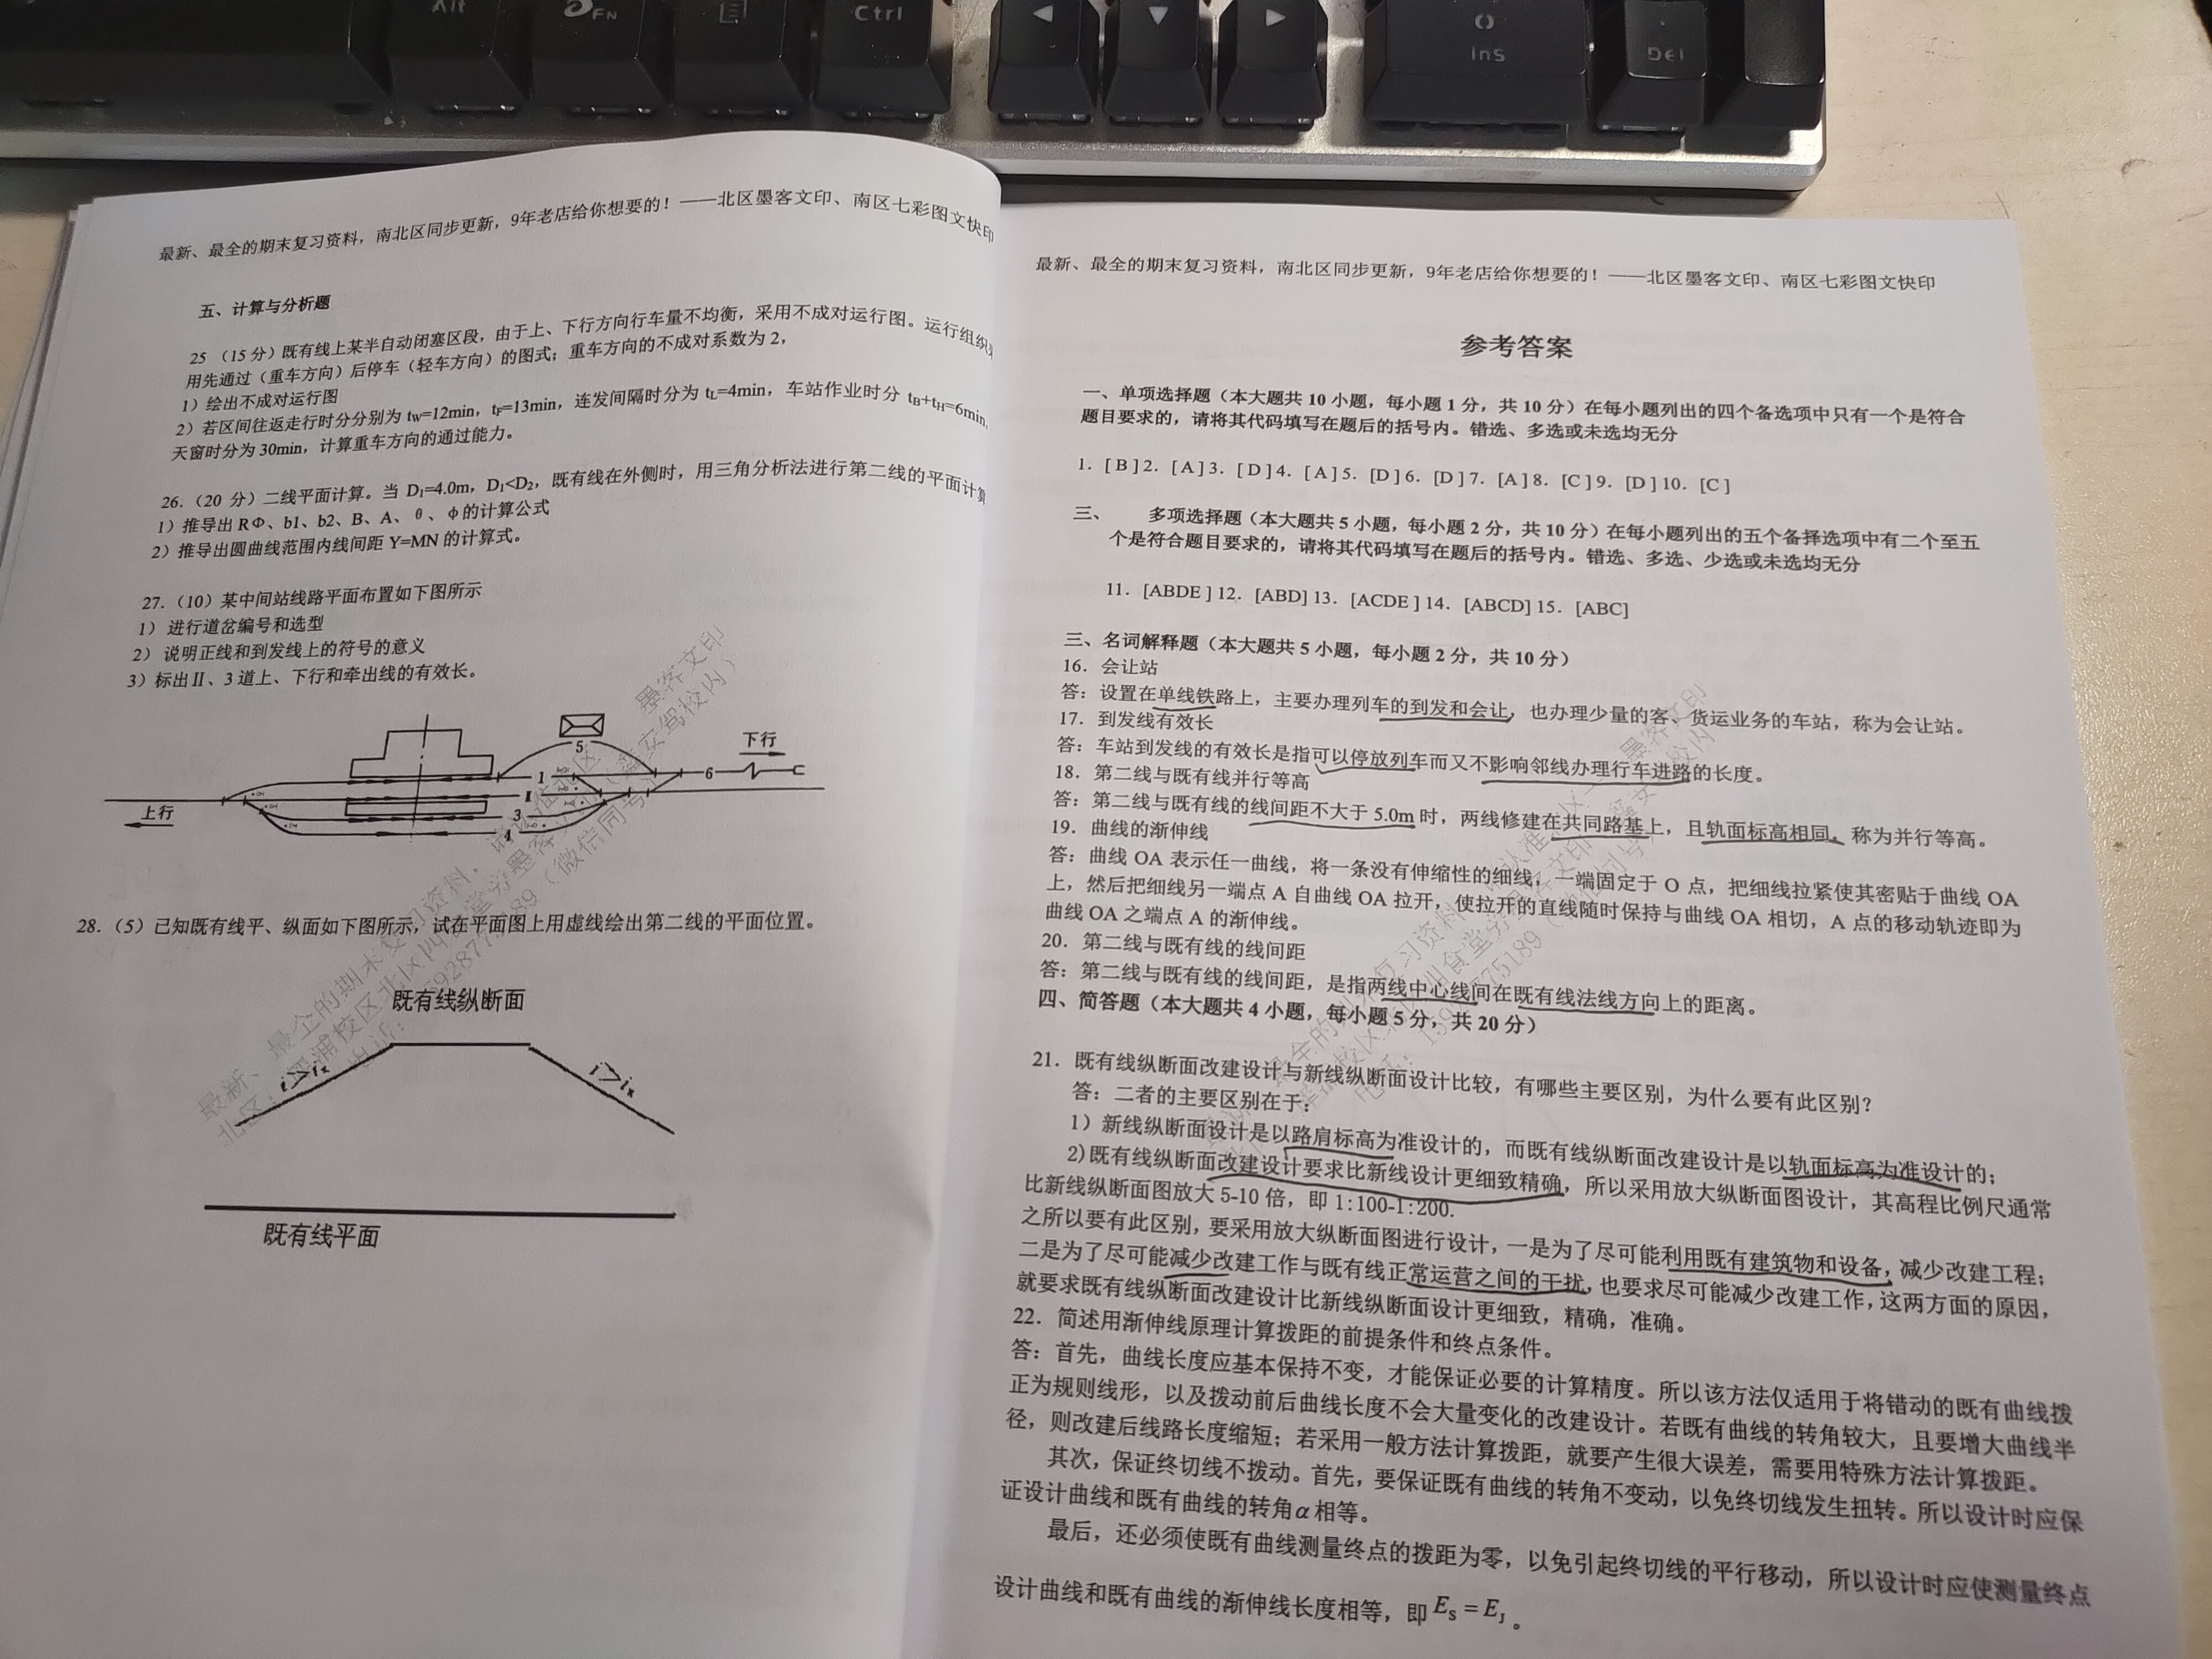 Alt
FN
Ctrl
Ins
Del
最新、最全的期末复习资料，南北区同步更新，9年老店给你想要的！——北区墨客文印、南区七彩图文快印
五、计算与分析题
25 （15 分）既有线上某半自动闭塞区段，由于上、下行方向行车量不均衡，采用不成对运行图。运行组织
用先通过（重车方向）后停车（轻车方向）的图式；重车方向的不成对系数为 2，
1）绘出不成对运行图
2）若区间往返走行时分分别为 tW=12min，tF=13min，连发间隔时分为 tL=4min，车站作业时分 tB+tH=6min，
天窗时分为 30min，计算重车方向的通过能力。
26.（20 分）二线平面计算。当 D1=4.0m，D1<D2，既有线在外侧时，用三角分析法进行第二线的平面计算
1）推导出 RΦ、b1、b2、B、A、θ、φ的计算公式
2）推导出圆曲线范围内线间距 Y=MN 的计算式。
27.（10）某中间站线路平面布置如下图所示
1） 进行道岔编号和选型
2） 说明正线和到发线上的符号的意义
3）标出Ⅱ、3 道上、下行和牵出线的有效长。
5
下行
1
6
Ⅱ
上行
3
4
28.（5）已知既有线平、纵面如下图所示，试在平面图上用虚线绘出第二线的平面位置。
既有线纵断面
i>ix
i>ix
既有线平面
最新、最全的期末复习资料，南北区同步更新，9年老店给你想要的！——北区墨客文印、南区七彩图文快印
参考答案
一、单项选择题（本大题共 10 小题，每小题 1 分，共 10 分）在每小题列出的四个备选项中只有一个是符合
题目要求的，请将其代码填写在题后的括号内。错选、多选或未选均无分
1. [ B ] 2. [ A ] 3. [ D ] 4. [ A ] 5. [D ] 6. [D ] 7. [A ] 8. [C ] 9. [D ] 10. [C ]
三、 多项选择题（本大题共 5 小题，每小题 2 分，共 10 分）在每小题列出的五个备择选项中有二个至五
个是符合题目要求的，请将其代码填写在题后的括号内。错选、多选、少选或未选均无分
11. [ABDE ] 12. [ABD] 13. [ACDE ] 14. [ABCD] 15. [ABC]
三、名词解释题（本大题共 5 小题，每小题 2 分，共 10 分）
16. 会让站
答：设置在单线铁路上，主要办理列车的到发和会让，也办理少量的客、货运业务的车站，称为会让站。
17. 到发线有效长
答：车站到发线的有效长是指可以停放列车而又不影响邻线办理行车进路的长度。
18. 第二线与既有线并行等高
答：第二线与既有线的线间距不大于 5.0m 时，两线修建在共同路基上，且轨面标高相同，称为并行等高。
19. 曲线的渐伸线
答：曲线 OA 表示任一曲线，将一条没有伸缩性的细线，一端固定于 O 点，把细线拉紧使其密贴于曲线 OA
上，然后把细线另一端点 A 自曲线 OA 拉开，使拉开的直线随时保持与曲线 OA 相切，A 点的移动轨迹即为
曲线 OA 之端点 A 的渐伸线。
20. 第二线与既有线的线间距
答：第二线与既有线的线间距，是指两线中心线间在既有线法线方向上的距离。
四、简答题（本大题共 4 小题，每小题 5 分，共 20 分）
21. 既有线纵断面改建设计与新线纵断面设计比较，有哪些主要区别，为什么要有此区别？
答：二者的主要区别在于：
1）新线纵断面设计是以路肩标高为准设计的，而既有线纵断面改建设计是以轨面标高为准设计的；
2)既有线纵断面改建设计要求比新线设计更细致精确，所以采用放大纵断面图设计，其高程比例尺通常
比新线纵断面图放大 5-10 倍，即 1:100-1:200.
之所以要有此区别，要采用放大纵断面图进行设计，一是为了尽可能利用既有建筑物和设备，减少改建工程；
二是为了尽可能减少改建工作与既有线正常运营之间的干扰，也要求尽可能减少改建工作，这两方面的原因，
就要求既有线纵断面改建设计比新线纵断面设计更细致，精确，准确。
22. 简述用渐伸线原理计算拨距的前提条件和终点条件。
答：首先，曲线长度应基本保持不变，才能保证必要的计算精度。所以该方法仅适用于将错动的既有曲线拨
正为规则线形，以及拨动前后曲线长度不会大量变化的改建设计。若既有曲线的转角较大，且要增大曲线半
径，则改建后线路长度缩短；若采用一般方法计算拨距，就要产生很大误差，需要用特殊方法计算拨距。
其次，保证终切线不拨动。首先，要保证既有曲线的转角不变动，以免终切线发生扭转。所以设计时应保
证设计曲线和既有曲线的转角α相等。
最后，还必须使既有曲线测量终点的拨距为零，以免引起终切线的平行移动，所以设计时应使测量终点
设计曲线和既有曲线的渐伸线长度相等，即 ES = EJ 。